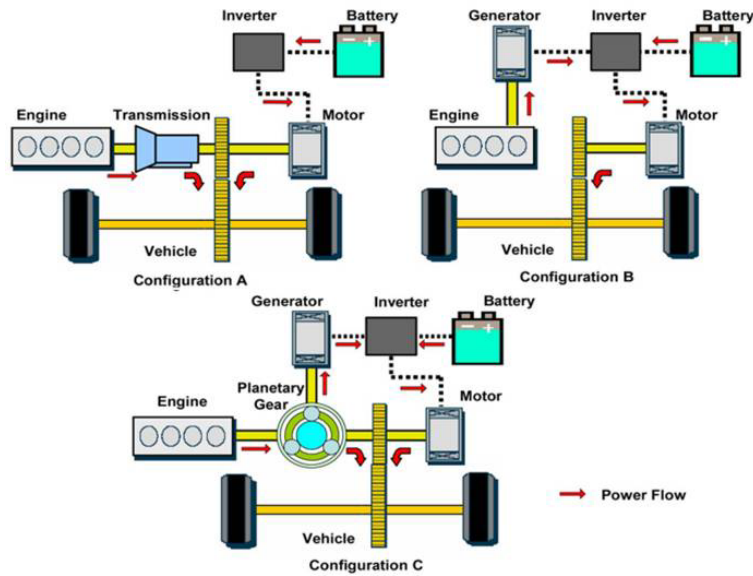 Inverter
Battery
Engine
Transmission
Motor
Vehicle
Configuration A
Generator
Inverter
Battery
Engine
Motor
Vehicle
Configuration B
Generator
Inverter
Battery
Planetary
Gear
Engine
Motor
Vehicle
Configuration C
Power Flow